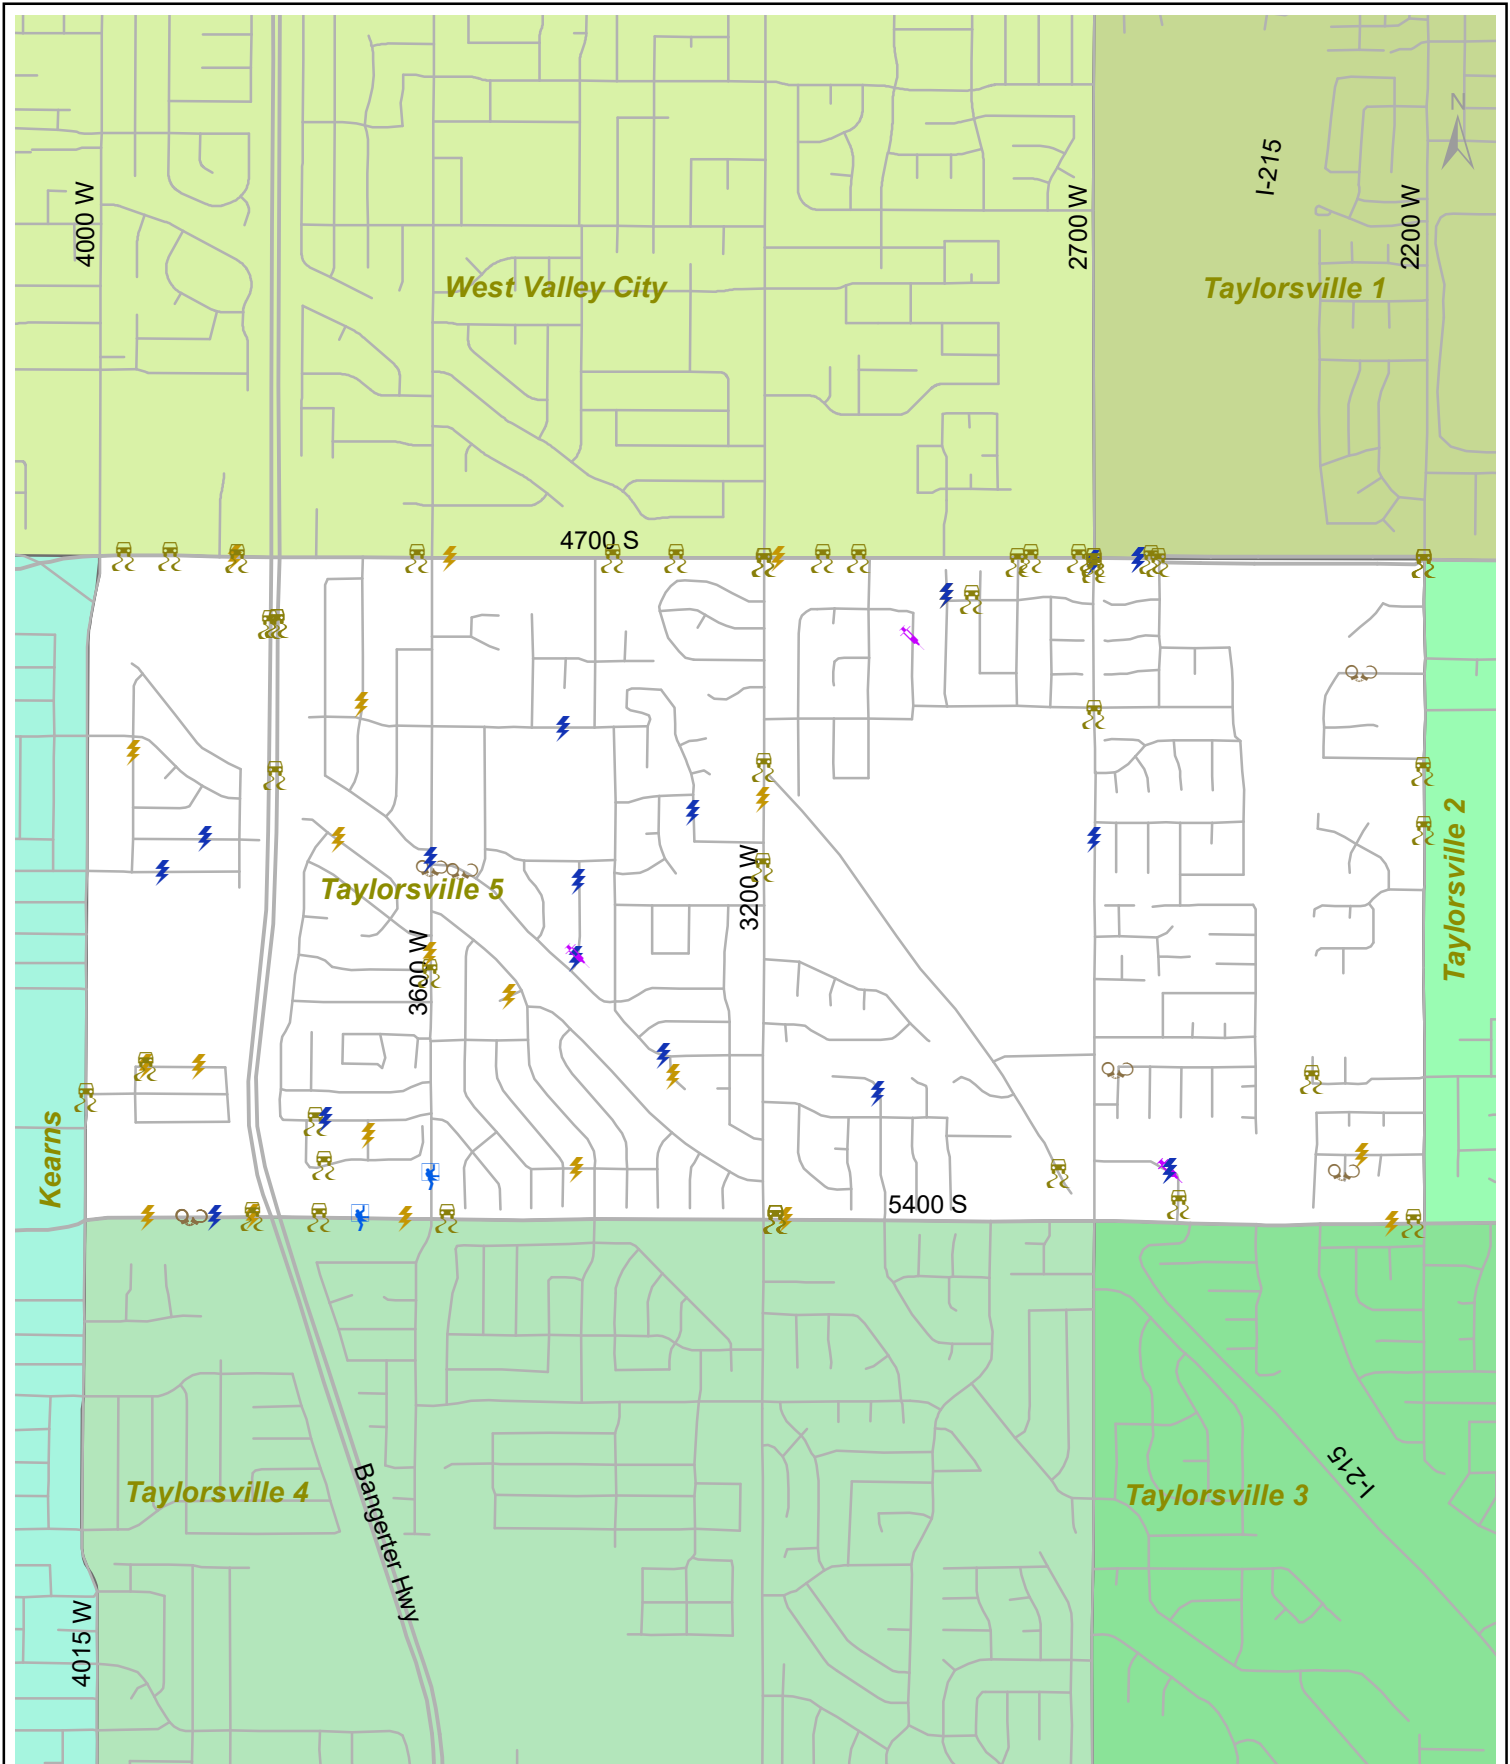 N
I-215
4000 W
2700 W
2200 W
West Valley City
Taylorsville 1
4700 S
Taylorsville 2
3200 W
Taylorsville 5
3600 W
Kearns
5400 S
I-215
Taylorsville 4
Taylorsville 3
Bangerter Hwy
4015 W